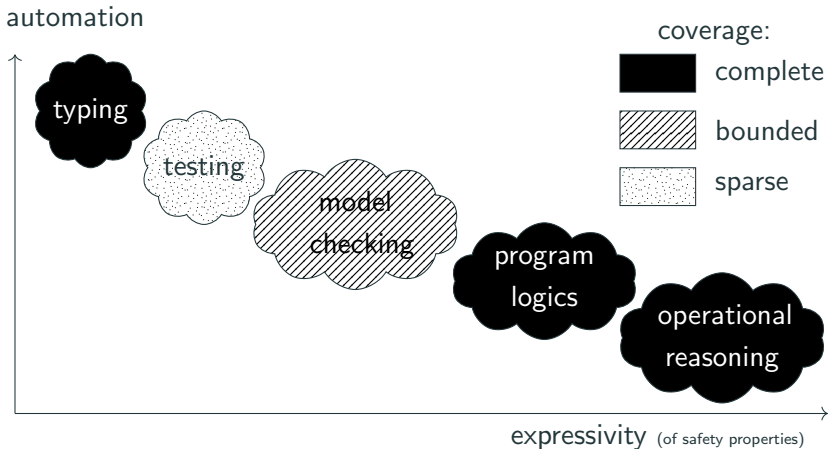 automation
coverage:
complete
bounded
sparse
typing
testing
model
checking
program
logics
operational
reasoning
expressivity (of safety properties)